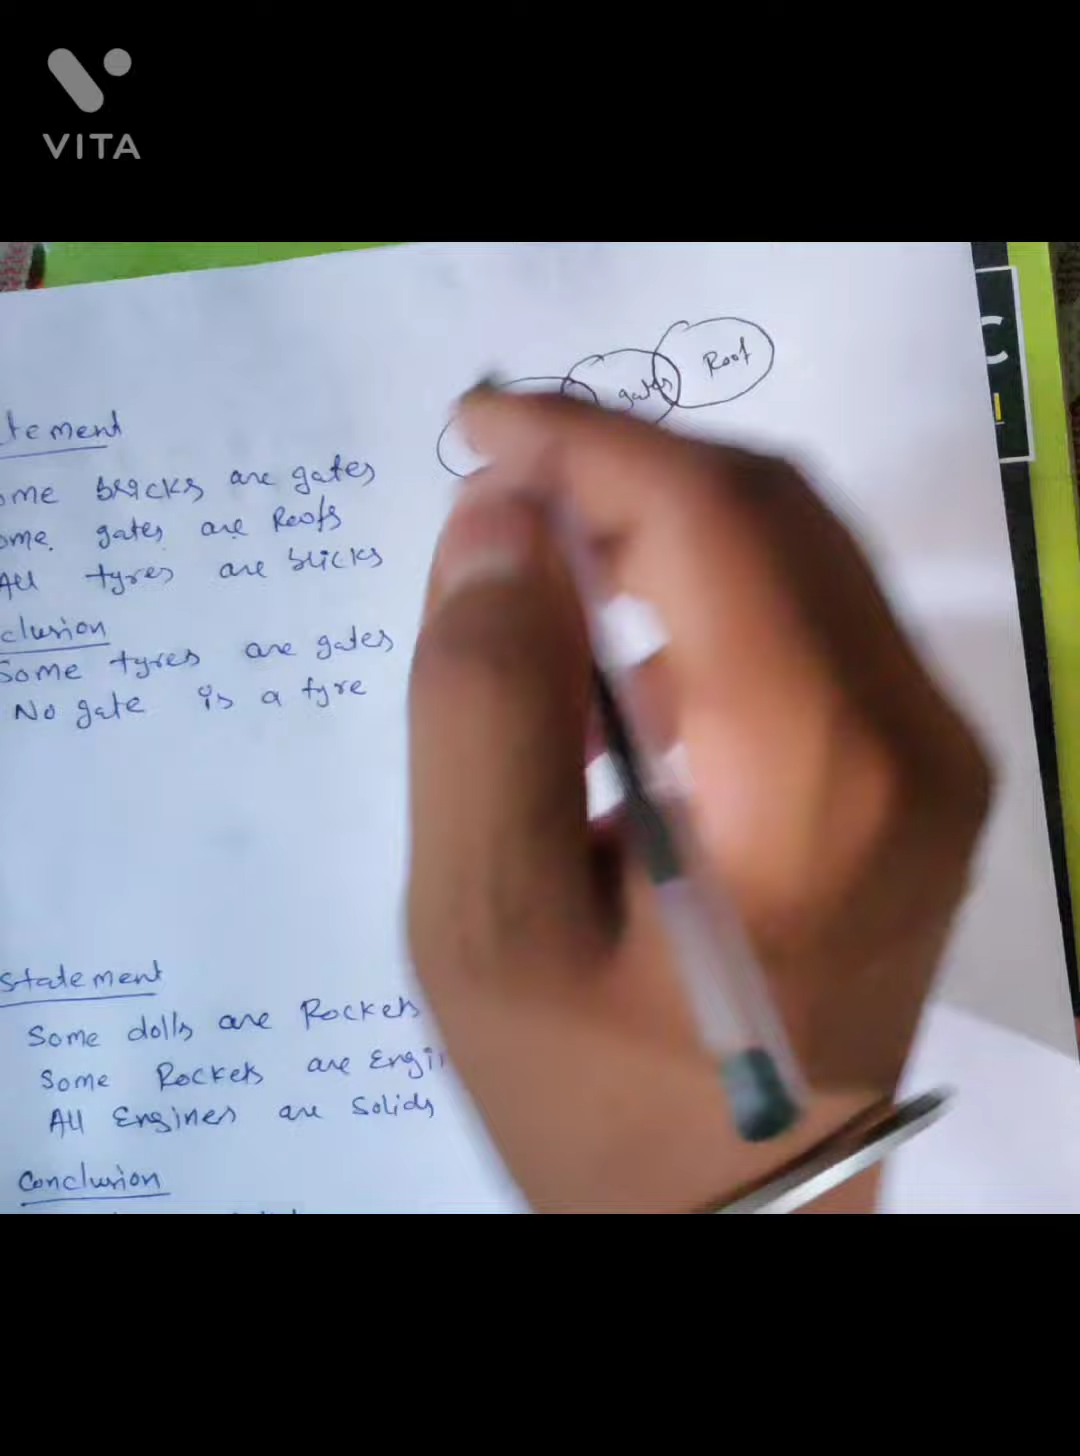 VITA
Roof
gates
tement
ome bricks are gates
ome. gates are Roofs
All tyres are bricks
clusion
Some tyres are gates
No gate is a tyre
Statement
Some dolls are Rockets
Some Rockets are Engi
All Engines are Solids
Conclusion